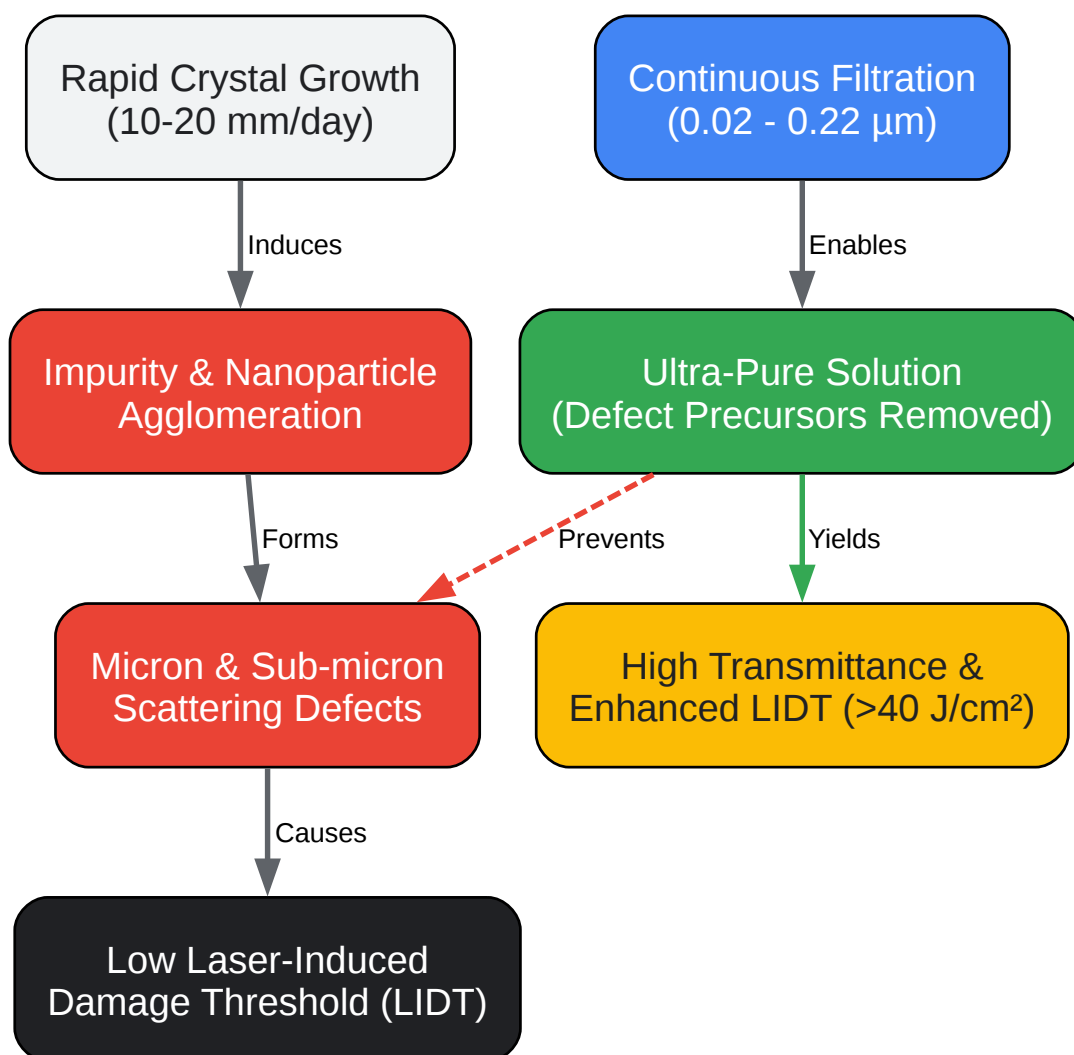 Rapid Crystal Growth
(10-20 mm/day)
Continuous Filtration
(0.02 - 0.22 µm)
Induces
Enables
Impurity & Nanoparticle
Agglomeration
Ultra-Pure Solution
(Defect Precursors Removed)
Forms
Prevents
Yields
Micron & Sub-micron
Scattering Defects
High Transmittance &
Enhanced LIDT (>40 J/cm²)
Causes
Low Laser-Induced
Damage Threshold (LIDT)